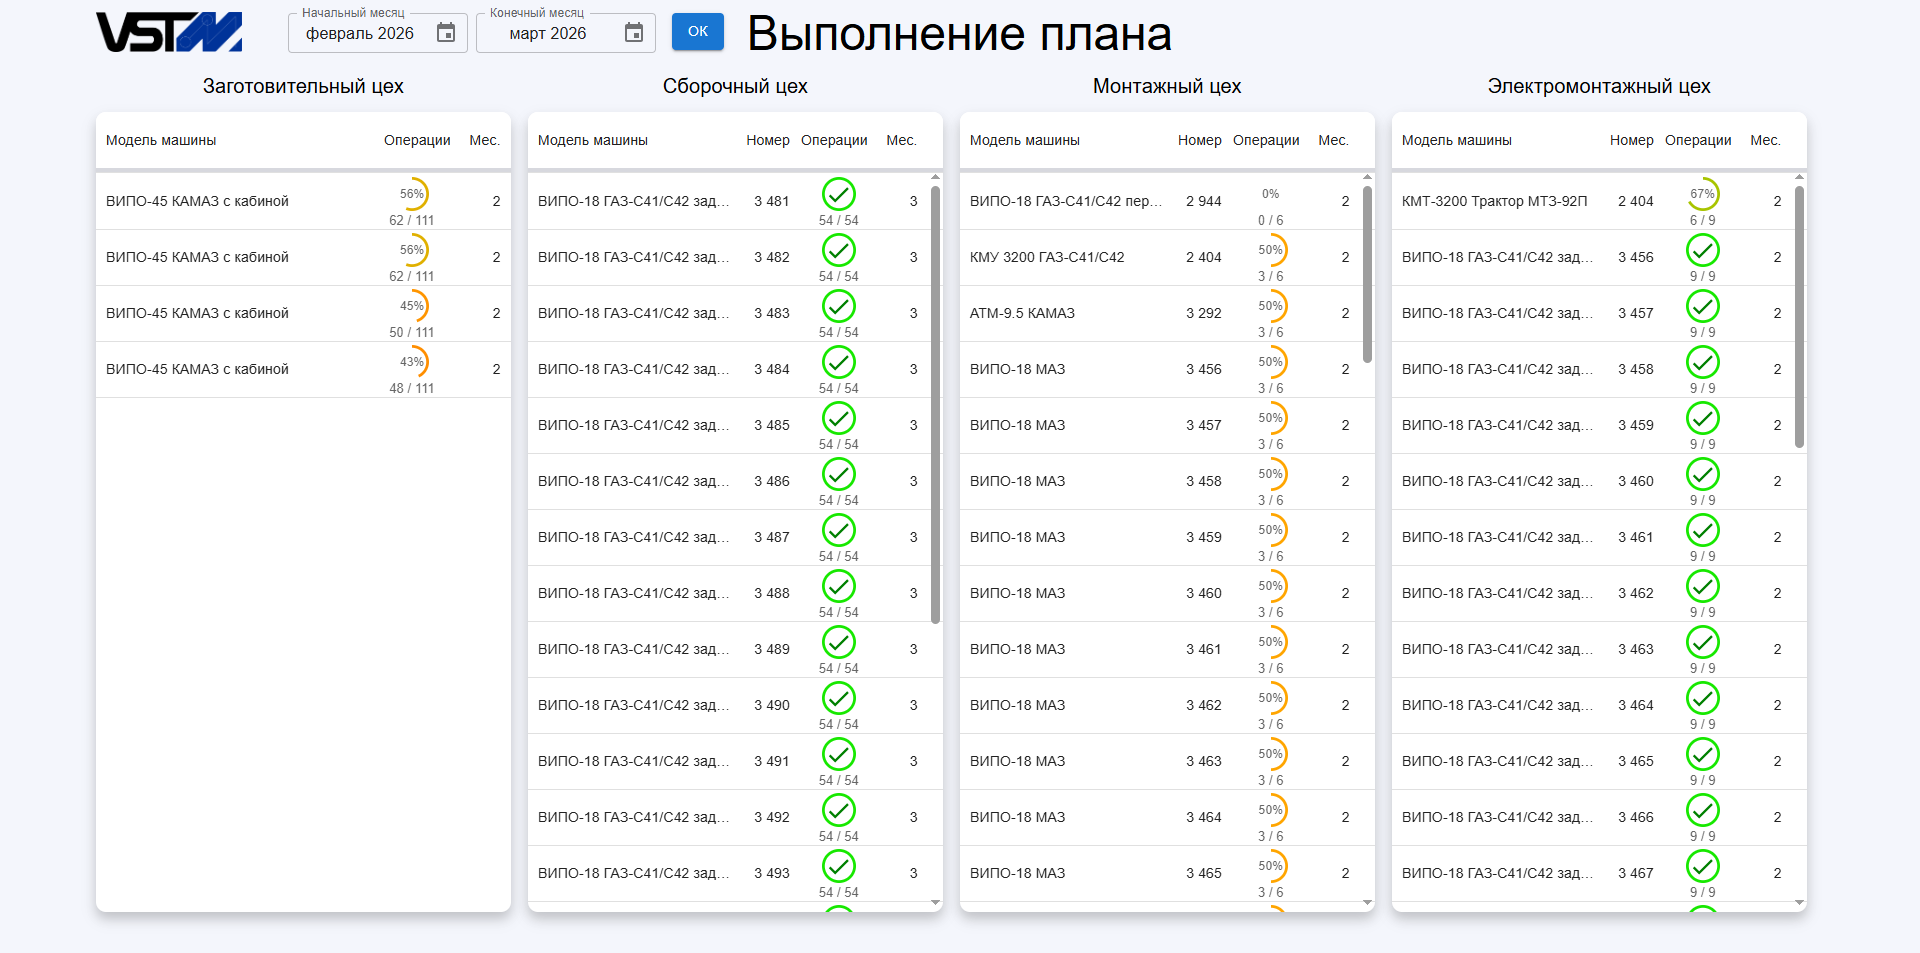 VSTM
Начальный месяц
февраль 2026
Конечный месяц
март 2026
ОК
Выполнение плана
Заготовительный цех
Модель машины Операции Мес.
ВИПО-45 КАМАЗ с кабиной 56% 62 / 111 2
ВИПО-45 КАМАЗ с кабиной 56% 62 / 111 2
ВИПО-45 КАМАЗ с кабиной 45% 50 / 111 2
ВИПО-45 КАМАЗ с кабиной 43% 48 / 111 2
Сборочный цех
Модель машины Номер Операции Мес.
ВИПО-18 ГАЗ-С41/С42 зад... 3 481 54 / 54 3
ВИПО-18 ГАЗ-С41/С42 зад... 3 482 54 / 54 3
ВИПО-18 ГАЗ-С41/С42 зад... 3 483 54 / 54 3
ВИПО-18 ГАЗ-С41/С42 зад... 3 484 54 / 54 3
ВИПО-18 ГАЗ-С41/С42 зад... 3 485 54 / 54 3
ВИПО-18 ГАЗ-С41/С42 зад... 3 486 54 / 54 3
ВИПО-18 ГАЗ-С41/С42 зад... 3 487 54 / 54 3
ВИПО-18 ГАЗ-С41/С42 зад... 3 488 54 / 54 3
ВИПО-18 ГАЗ-С41/С42 зад... 3 489 54 / 54 3
ВИПО-18 ГАЗ-С41/С42 зад... 3 490 54 / 54 3
ВИПО-18 ГАЗ-С41/С42 зад... 3 491 54 / 54 3
ВИПО-18 ГАЗ-С41/С42 зад... 3 492 54 / 54 3
ВИПО-18 ГАЗ-С41/С42 зад... 3 493 54 / 54 3
Монтажный цех
Модель машины Номер Операции Мес.
ВИПО-18 ГАЗ-С41/С42 пер... 2 944 0% 0 / 6 2
КМУ 3200 ГАЗ-С41/С42 2 404 50% 3 / 6 2
АТМ-9.5 КАМАЗ 3 292 50% 3 / 6 2
ВИПО-18 МАЗ 3 456 50% 3 / 6 2
ВИПО-18 МАЗ 3 457 50% 3 / 6 2
ВИПО-18 МАЗ 3 458 50% 3 / 6 2
ВИПО-18 МАЗ 3 459 50% 3 / 6 2
ВИПО-18 МАЗ 3 460 50% 3 / 6 2
ВИПО-18 МАЗ 3 461 50% 3 / 6 2
ВИПО-18 МАЗ 3 462 50% 3 / 6 2
ВИПО-18 МАЗ 3 463 50% 3 / 6 2
ВИПО-18 МАЗ 3 464 50% 3 / 6 2
ВИПО-18 МАЗ 3 465 50% 3 / 6 2
Электромонтажный цех
Модель машины Номер Операции Мес.
КМТ-3200 Трактор МТЗ-92П 2 404 67% 6 / 9 2
ВИПО-18 ГАЗ-С41/С42 зад... 3 456 9 / 9 2
ВИПО-18 ГАЗ-С41/С42 зад... 3 457 9 / 9 2
ВИПО-18 ГАЗ-С41/С42 зад... 3 458 9 / 9 2
ВИПО-18 ГАЗ-С41/С42 зад... 3 459 9 / 9 2
ВИПО-18 ГАЗ-С41/С42 зад... 3 460 9 / 9 2
ВИПО-18 ГАЗ-С41/С42 зад... 3 461 9 / 9 2
ВИПО-18 ГАЗ-С41/С42 зад... 3 462 9 / 9 2
ВИПО-18 ГАЗ-С41/С42 зад... 3 463 9 / 9 2
ВИПО-18 ГАЗ-С41/С42 зад... 3 464 9 / 9 2
ВИПО-18 ГАЗ-С41/С42 зад... 3 465 9 / 9 2
ВИПО-18 ГАЗ-С41/С42 зад... 3 466 9 / 9 2
ВИПО-18 ГАЗ-С41/С42 зад... 3 467 9 / 9 2